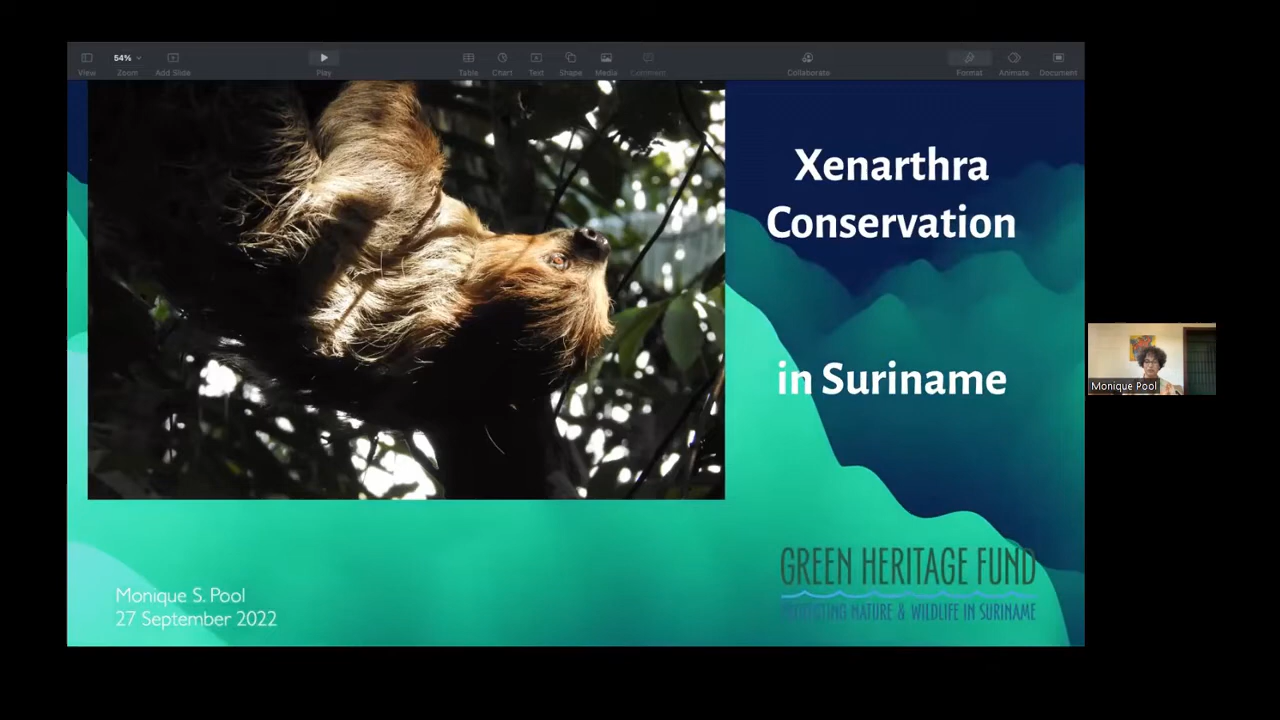 54%
View
Zoom
Add Slide
Play
Table
Chart
Text
Shape
Media
Comment
Collaborate
Format
Animate
Document
Xenarthra
Conservation
in Suriname
Monique Pool
GREEN HERITAGE FUND
PROTECTING NATURE & WILDLIFE IN SURINAME
Monique S. Pool
27 September 2022